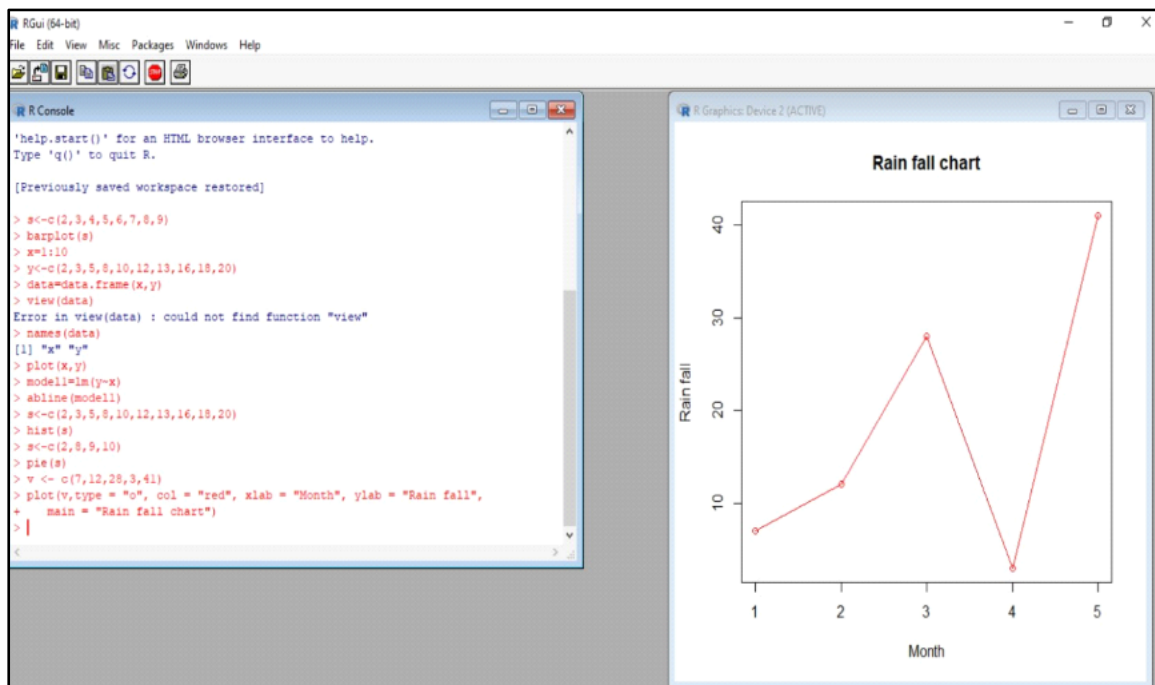 RGui (64-bit)
File Edit View Misc Packages Windows Help
R Console
'help.start()' for an HTML browser interface to help.
Type 'q()' to quit R.
[Previously saved workspace restored]
> s<-c(2,3,4,5,6,7,8,9)
> barplot(s)
> x=1:10
> y<-c(2,3,5,8,10,12,13,16,18,20)
> data=data.frame(x,y)
> view(data)
Error in view(data) : could not find function "view"
> names(data)
[1] "x" "y"
> plot(x,y)
> model1=lm(y~x)
> abline(model1)
> s<-c(2,3,5,8,10,12,13,16,18,20)
> hist(s)
> s<-c(2,8,9,10)
> pie(s)
> v <- c(7,12,28,3,41)
> plot(v,type = "o", col = "red", xlab = "Month", ylab = "Rain fall",
+ main = "Rain fall chart")
>
R Graphics: Device 2 (ACTIVE)
Rain fall chart
Rain fall
40
30
20
10
1 2 3 4 5
Month